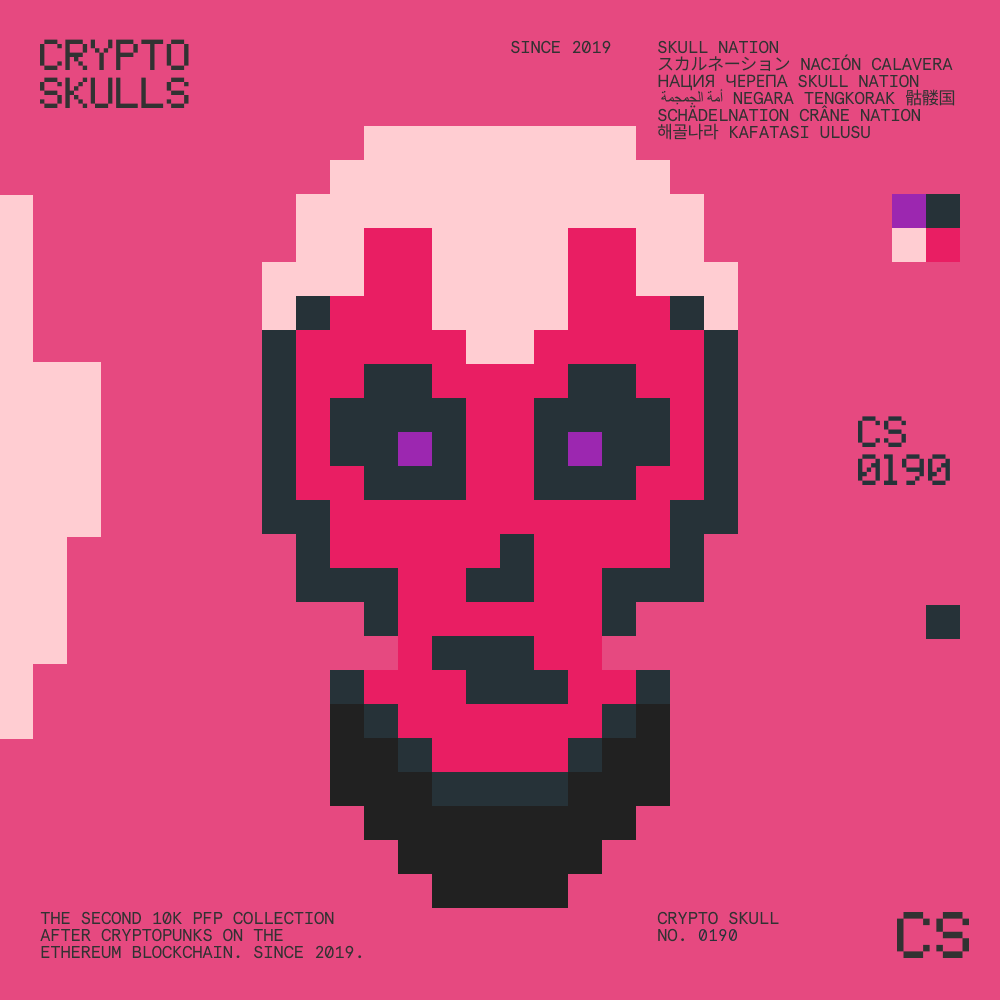 CRYPTO
SKULLS
SINCE 2019
SKULL NATION
スカルネーション NACIÓN CALAVERA
НАЦИЯ ЧЕРЕПА SKULL NATION
أمة الجمجمة NEGARA TENGKORAK 骷髅国
SCHÄDELNATION CRÂNE NATION
해골나라 KAFATASI ULUSU
CS
0190
THE SECOND 10K PFP COLLECTION
AFTER CRYPTOPUNKS ON THE
ETHEREUM BLOCKCHAIN. SINCE 2019.
CRYPTO SKULL
NO. 0190
CS